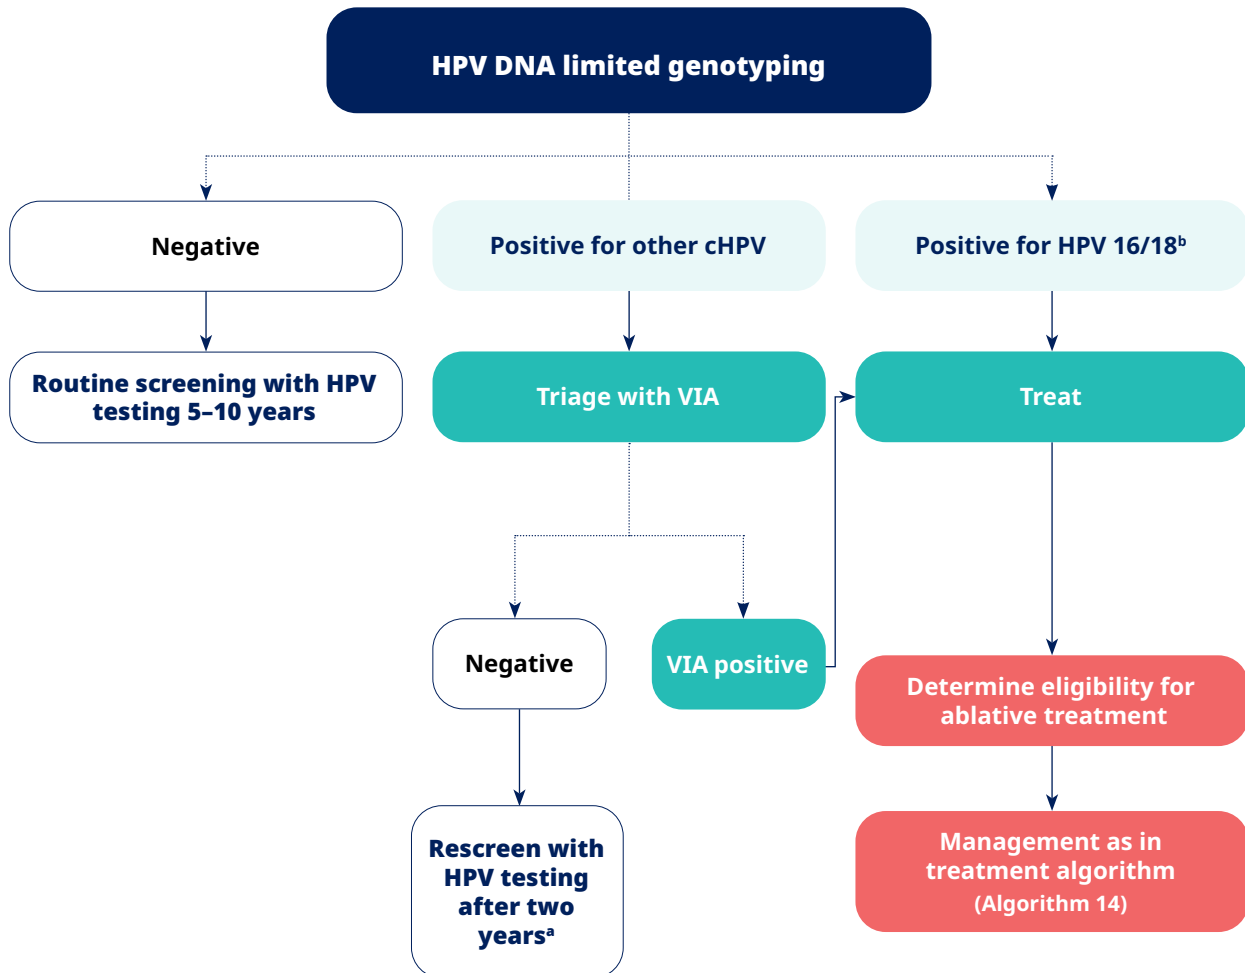 HPV DNA limited genotyping
Negative
Positive for other cHPV
Positive for HPV 16/18ᵇ
Routine screening with HPV
testing 5–10 years
Triage with VIA
Treat
Negative
VIA positive
Determine eligibility for
ablative treatment
Rescreen with
HPV testing
after two
yearsᵃ
Management as in
treatment algorithm
(Algorithm 14)